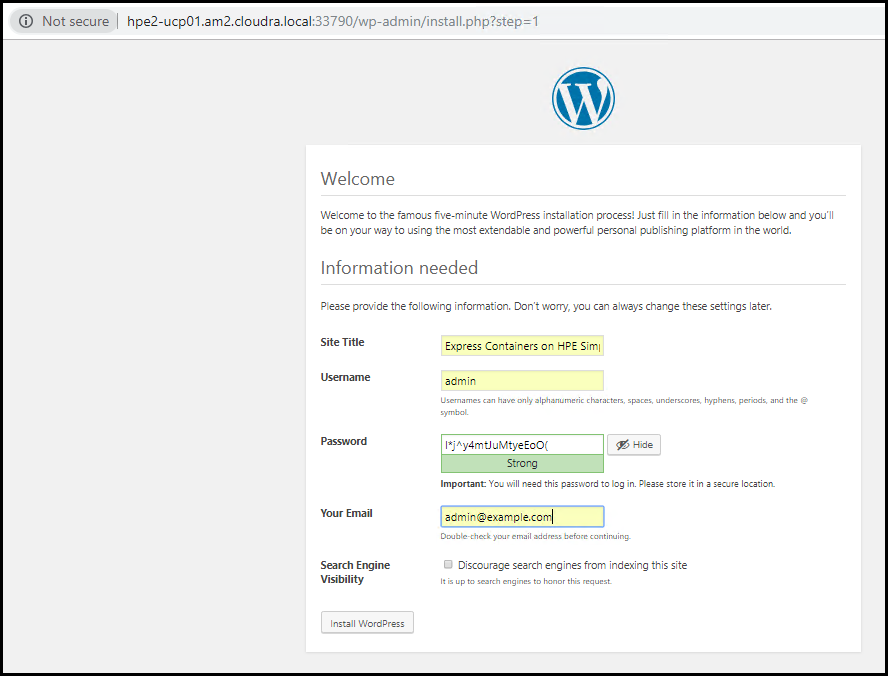 Not secure hpe2-ucp01.am2.cloudra.local:33790/wp-admin/install.php?step=1
Welcome
Welcome to the famous five-minute WordPress installation process! Just fill in the information below and you'll
be on your way to using the most extendable and powerful personal publishing platform in the world.
Information needed
Please provide the following information. Don't worry, you can always change these settings later.
Site Title Express Containers on HPE Sim
Username admin
Usernames can have only alphanumeric characters, spaces, underscores, hyphens, periods, and the @
symbol.
Password Hide
Strong
Important: You will need this password to log in. Please store it in a secure location.
Your Email admin@example.com
Double-check your email address before continuing.
Search Engine
Visibility
Discourage search engines from indexing this site
It is up to search engines to honor this request.
Install WordPress